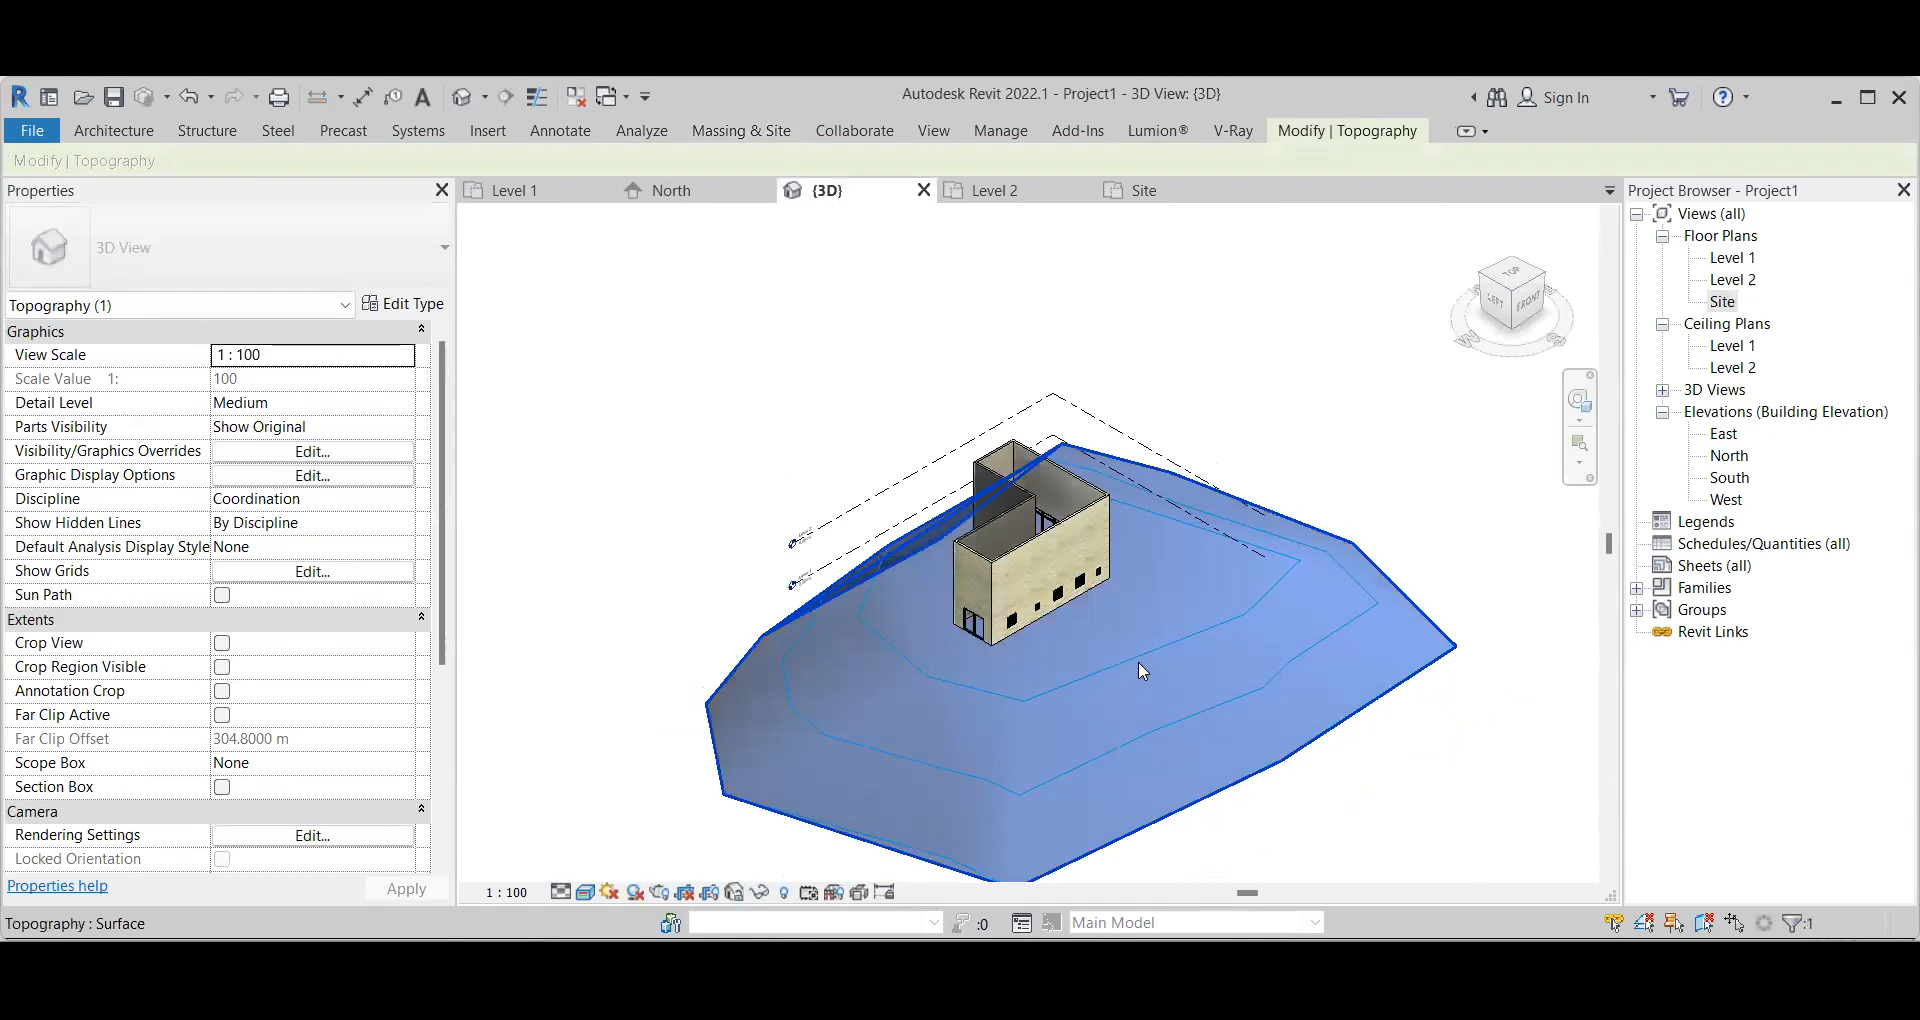 Autodesk Revit 2022.1 - Project1 - 3D View: {3D}
Sign In
File Architecture Structure Steel Precast Systems Insert Annotate Analyze Massing & Site Collaborate View Manage Add-Ins Lumion® V-Ray Modify | Topography
Modify | Topography
Properties
3D View
Topography (1)
Edit Type
Graphics
View Scale 1 : 100
Scale Value 1: 100
Detail Level Medium
Parts Visibility Show Original
Visibility/Graphics Overrides Edit...
Graphic Display Options Edit...
Discipline Coordination
Show Hidden Lines By Discipline
Default Analysis Display Style None
Show Grids Edit...
Sun Path
Extents
Crop View
Crop Region Visible
Annotation Crop
Far Clip Active
Far Clip Offset 304.8000 m
Scope Box None
Section Box
Camera
Rendering Settings Edit...
Locked Orientation
Properties help
Apply
Level 1 North {3D} Level 2 Site
TOP
LEFT FRONT
W S
1 : 100
Project Browser - Project1
Views (all)
Floor Plans
Level 1
Level 2
Site
Ceiling Plans
Level 1
Level 2
3D Views
Elevations (Building Elevation)
East
North
South
West
Legends
Schedules/Quantities (all)
Sheets (all)
Families
Groups
Revit Links
Topography : Surface
:0
Main Model
:1